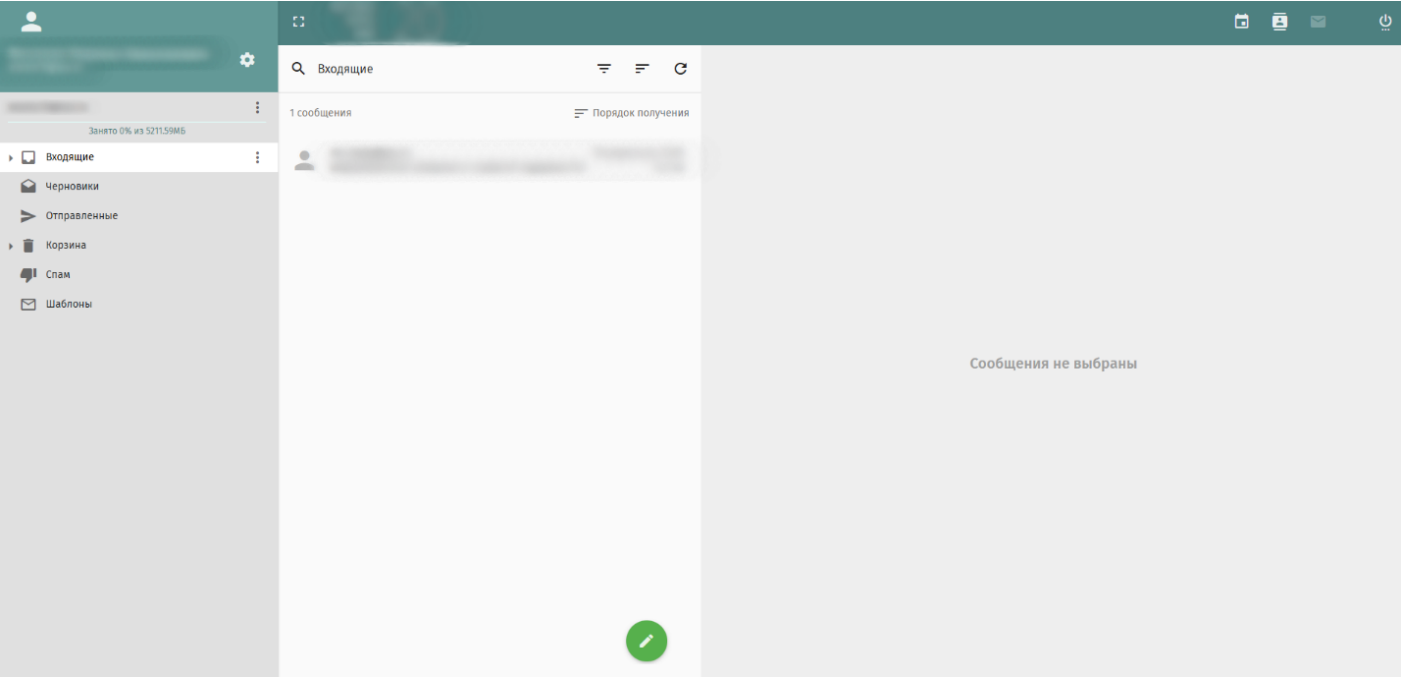 Входящие
1 сообщения
Порядок получения
Занято 0% из 5211.59МБ
Входящие
Черновики
Отправленные
Корзина
Спам
Шаблоны
Сообщения не выбраны